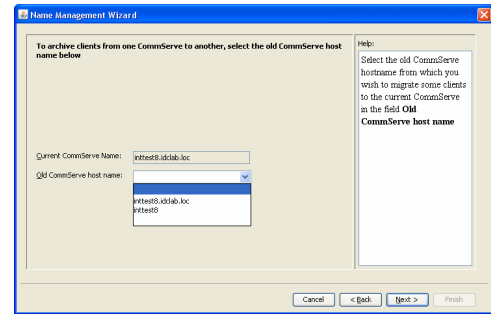 Name Management Wizard
To archive clients from one CommServe to another, select the old CommServe host
name below
Current CommServe Name:
inttest8.idclab.loc
Old CommServe host name:
inttest8.idclab.loc
inttest8
Help:
Select the old CommServe
hostname from which you
wish to migrate some clients
to the current CommServe
in the field Old
CommServe host name
Cancel
< Back
Next >
Finish